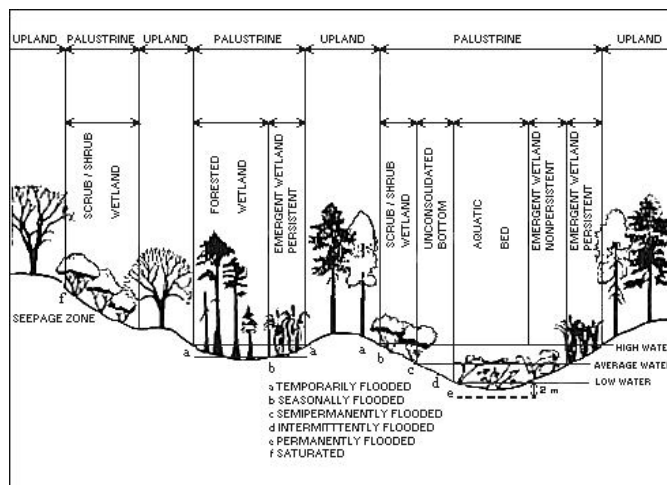 UPLAND PALUSTRINE UPLAND PALUSTRINE UPLAND PALUSTRINE UPLAND
SCRUB / SHRUB
WETLAND
FORESTED
WETLAND
EMERGENT WETLAND
PERSISTENT
SCRUB / SHRUB
WETLAND
UNCONSOLIDATED
BOTTOM
AQUATIC
BED
EMERGENT WETLAND
NONPERSISTENT
EMERGENT WETLAND
PERSISTENT
f
SEEPAGE ZONE
a
b
a
a
b
c
d
e
HIGH WATE
AVERAGE WATE
LOW WATER
2 m
a TEMPORARILY FLOODED
b SEASONALLY FLOODED
c SEMIPERMANENTLY FLOODED
d INTERMITTTENTLY FLOODED
e PERMANENTLY FLOODED
f SATURATED